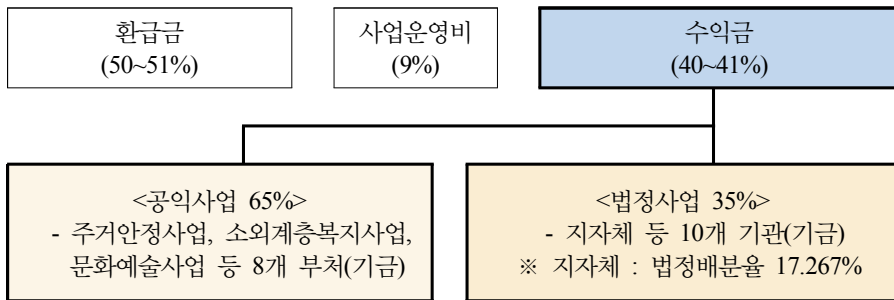 환급금
(50~51%)
사업운영비
(9%)
수익금
(40~41%)
<공익사업 65%>
- 주거안정사업, 소외계층복지사업,
문화예술사업 등 8개 부처(기금)
<법정사업 35%>
- 지자체 등 10개 기관(기금)
※ 지자체 : 법정배분율 17.267%